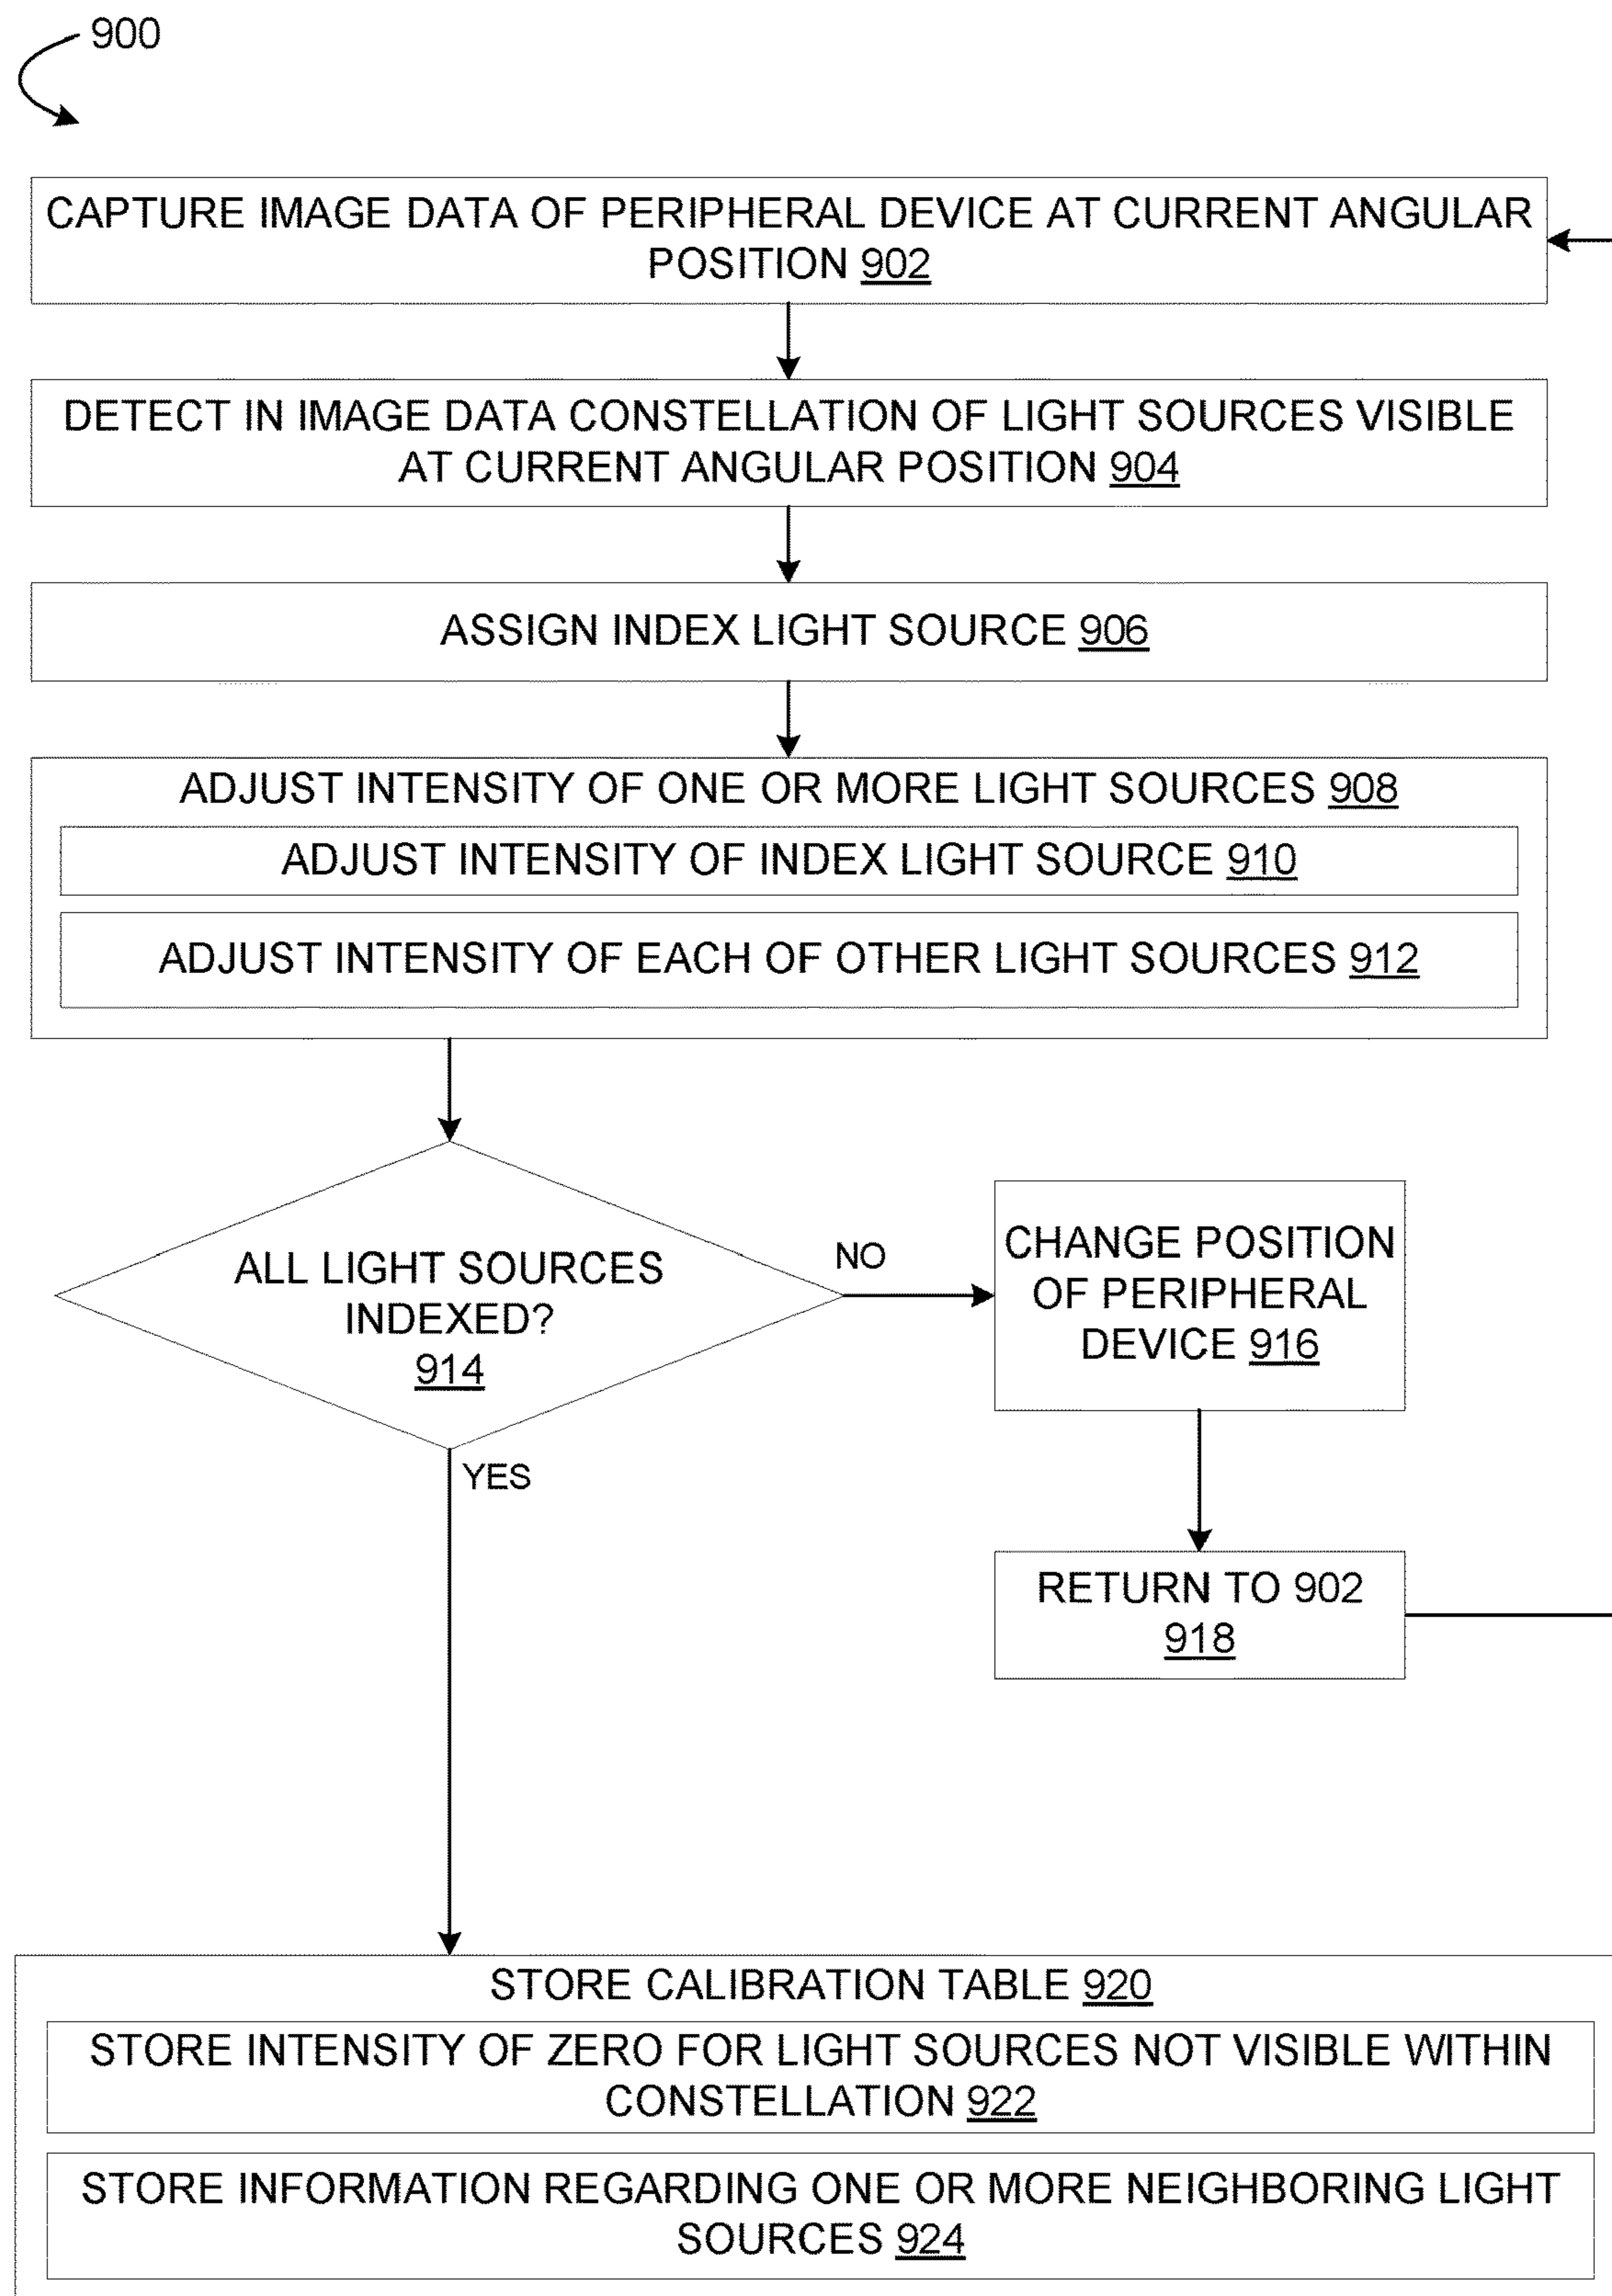 900
CAPTURE IMAGE DATA OF PERIPHERAL DEVICE AT CURRENT ANGULAR
POSITION 902
DETECT IN IMAGE DATA CONSTELLATION OF LIGHT SOURCES VISIBLE
AT CURRENT ANGULAR POSITION 904
ASSIGN INDEX LIGHT SOURCE 906
ADJUST INTENSITY OF ONE OR MORE LIGHT SOURCES 908
ADJUST INTENSITY OF INDEX LIGHT SOURCE 910
ADJUST INTENSITY OF EACH OF OTHER LIGHT SOURCES 912
ALL LIGHT SOURCES
INDEXED?
914
NO
CHANGE POSITION
OF PERIPHERAL
DEVICE 916
YES
RETURN TO 902
918
STORE CALIBRATION TABLE 920
STORE INTENSITY OF ZERO FOR LIGHT SOURCES NOT VISIBLE WITHIN
CONSTELLATION 922
STORE INFORMATION REGARDING ONE OR MORE NEIGHBORING LIGHT
SOURCES 924